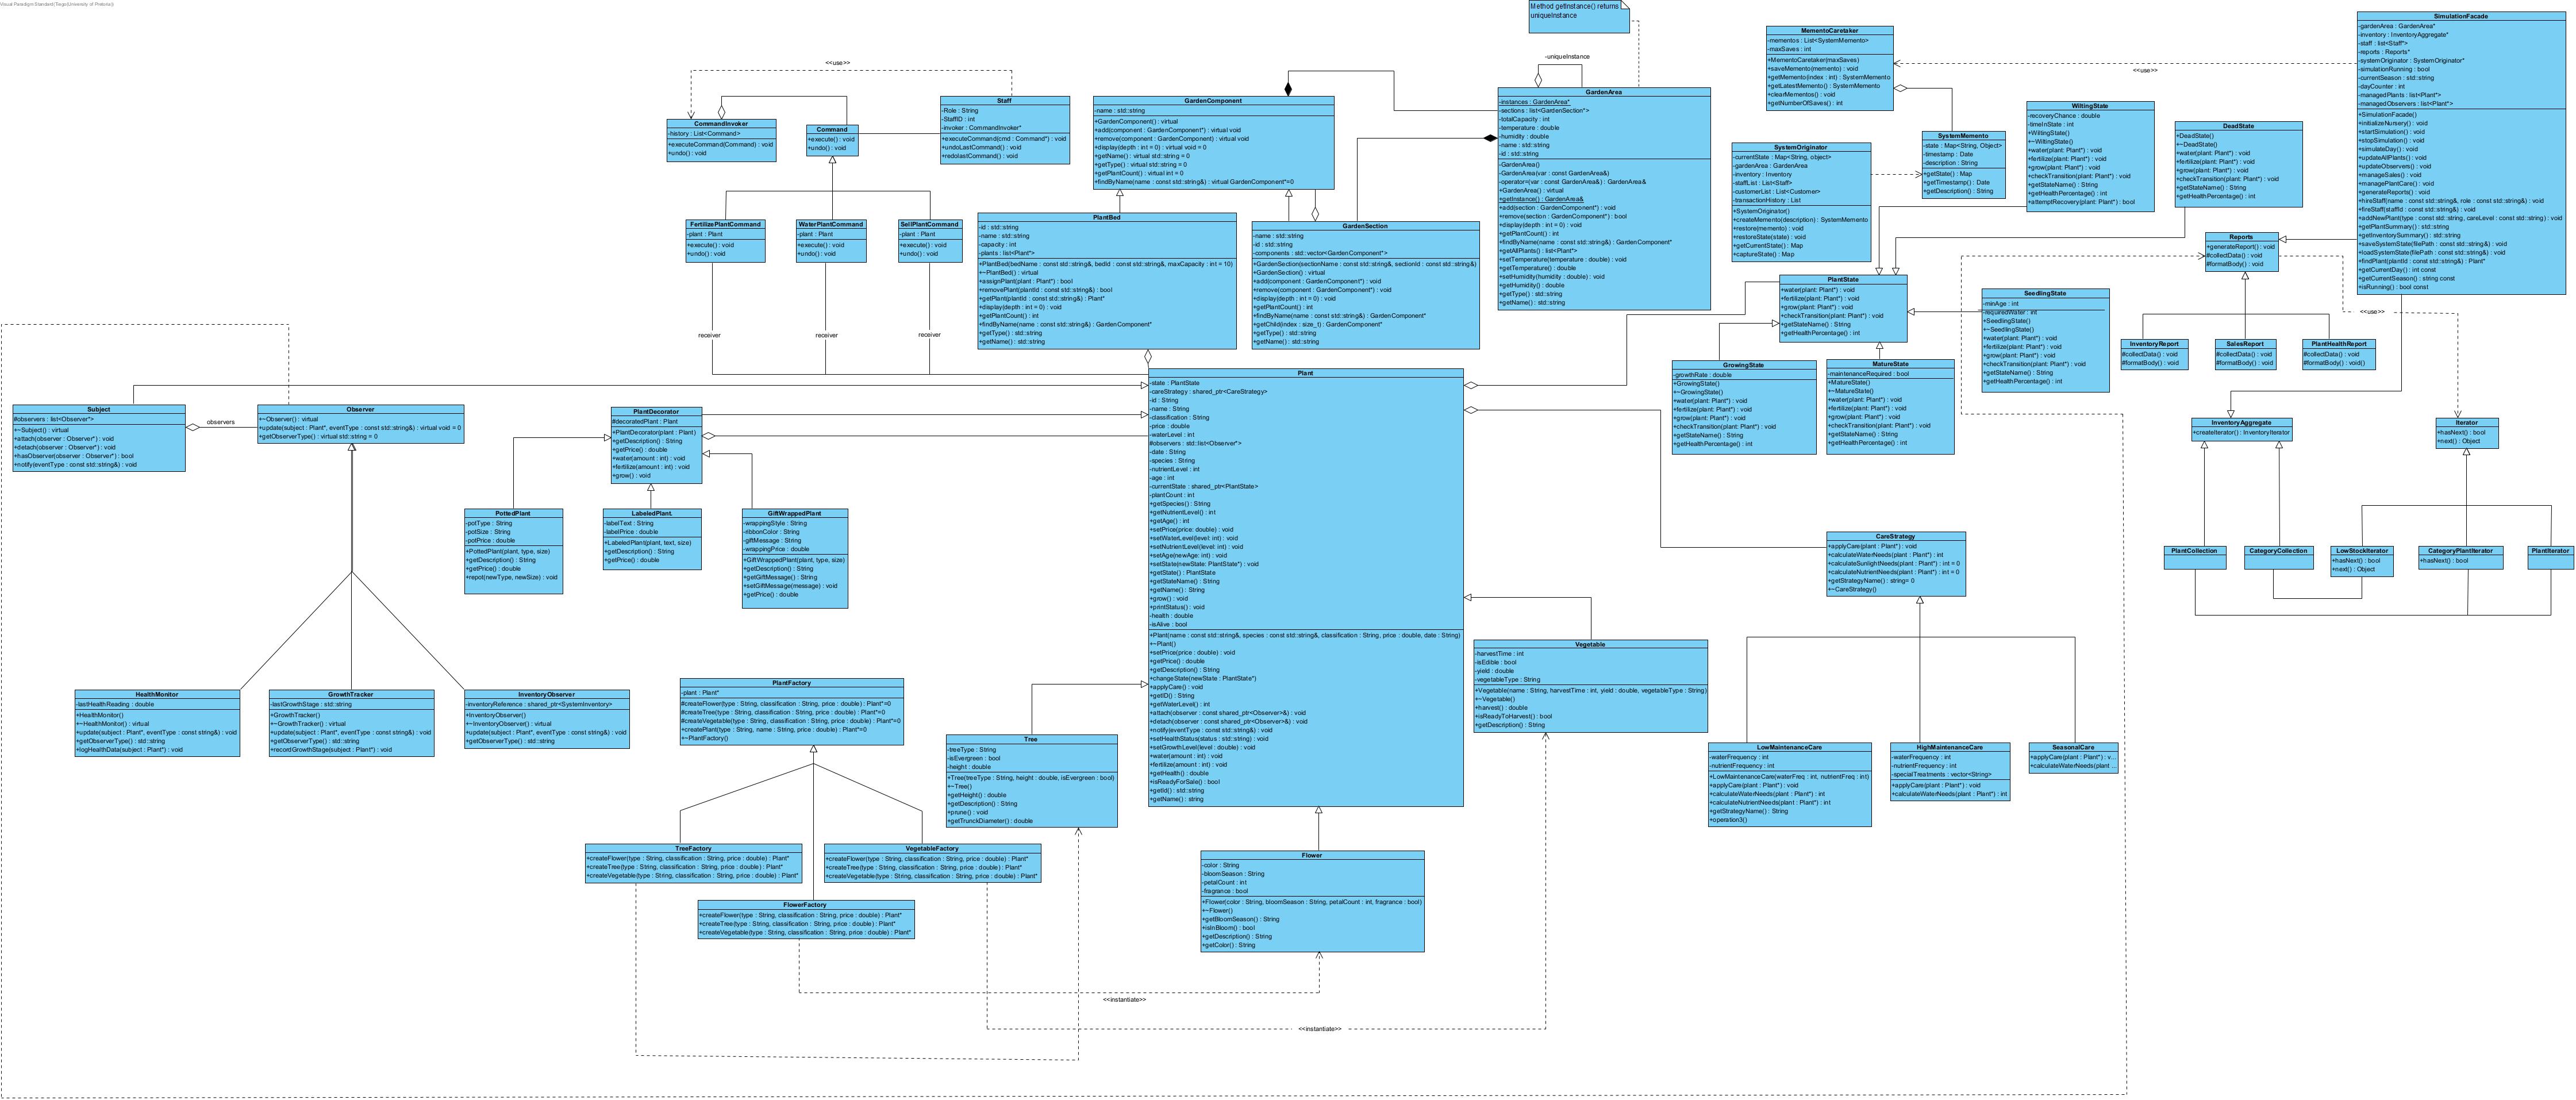 Visual Paradigm Standard(Tiego(University of Pretoria))
Method getInstance() returns
uniqueInstance
-uniqueInstance
<<use>>
CommandInvoker
-history : List<Command>
+executeCommand(Command) : void
+undo() : void
Command
+execute() : void
+undo() : void
Staff
-Role : String
-StaffID : int
-invoker : CommandInvoker*
+executeCommand(cmd : Command*) : void
+undoLastCommand() : void
+redolastCommand() : void
FertilizePlantCommand
-plant : Plant
+execute() : void
+undo() : void
WaterPlantCommand
-plant : Plant
+execute() : void
+undo() : void
SellPlantCommand
-plant : Plant
+execute() : void
+undo() : void
receiver
receiver
receiver
GardenComponent
-name : std::string
+GardenComponent() : virtual
+add(component : GardenComponent*) : virtual void
+remove(component : GardenComponent) : virtual void
+display(depth : int = 0) : virtual void = 0
+getName() : virtual std::string = 0
+getType() : virtual std::string = 0
+getPlantCount() : virtual int = 0
+findByName(name : const std::string&) : virtual GardenComponent*=0
PlantBed
-id : std::string
-name : std::string
-capacity : int
-plants : list<Plant*>
+PlantBed(bedName : const std::string&, bedId : const std::string&, maxCapacity : int = 10)
+~PlantBed() : virtual
+assignPlant(plant : Plant*) : bool
+removePlant(plantId : const std::string&) : bool
+getPlant(plantId : const std::string&) : Plant*
+display(depth : int = 0) : void
+getPlantCount() : int
+findByName(name : const std::string&) : GardenComponent*
+getType() : std::string
+getName() : std::string
GardenSection
-name : std::string
-id : std::string
-components : std::vector<GardenComponent*>
+GardenSection(sectionName : const std::string&, sectionId : const std::string&)
+GardenSection() : virtual
+add(component : GardenComponent*) : void
+remove(component : GardenComponent*) : void
+display(depth : int = 0) : void
+getPlantCount() : int
+findByName(name : const std::string&) : GardenComponent*
+getChild(index : size_t) : GardenComponent*
+getType() : std::string
+getName() : std::string
GardenArea
-instances : GardenArea*
-sections : list<GardenSection*>
-totalCapacity : int
-temperature : double
-humidity : double
-name : std::string
-id : std::string
-GardenArea()
-GardenArea(var : const GardenArea&)
-operator=(var : const GardenArea&) : GardenArea&
+GardenArea() : virtual
+getInstance() : GardenArea&
+add(section : GardenSection*) : void
+remove(section : GardenSection*) : bool
+display(depth : int = 0) : void
+getPlantCount() : int
+findByName(name : const std::string&) : GardenComponent*
+getAllPlants() : list<Plant*>
+setTemperature(temperature : double) : void
+getTemperature() : double
+setHumidity(humidity : double) : void
+getHumidity() : double
+getType() : std::string
+getName() : std::string
MementoCaretaker
-mementos : List<SystemMemento>
-maxSaves : int
+MementoCaretaker(maxSaves)
+saveMemento(memento) : void
+getMemento(index : int) : SystemMemento
+getLatestMemento() : SystemMemento
+clearMementos() : void
+getNumberOfSaves() : int
<<use>>
SystemOriginator
-currentState : Map<String, object>
-gardenArea : GardenArea
-inventory : Inventory
-staffList : List<Staff>
-customerList : List<Customer>
-transactionHistory : List
+SystemOriginator()
+createMemento(description) : SystemMemento
+restore(memento) : void
+restoreState(state) : void
+getCurrentState() : Map
+captureState() : Map
SystemMemento
-state : Map<String, Object>
-timestamp : Date
-description : String
+getState() : Map
+getTimestamp() : Date
+getDescription() : String
WiltingState
-recoveryChance : double
-timeInState : int
+WiltingState()
+~WiltingState()
+water(plant: Plant*) : void
+fertilize(plant: Plant*) : void
+grow(plant: Plant*) : void
+checkTransition(plant: Plant*) : void
+getStateName() : String
+getHealthPercentage() : int
+attemptRecovery(plant: Plant*) : bool
DeadState
+DeadState()
+~DeadState()
+water(plant: Plant*) : void
+fertilize(plant: Plant*) : void
+grow(plant: Plant*) : void
+checkTransition(plant: Plant*) : void
+getStateName() : String
+getHealthPercentage() : int
SimulationFacade
-gardenArea : GardenArea*
-inventory : InventoryAggregate*
-staff : list<Staff*>
-reports : Reports*
-systemOriginator : SystemOriginator*
-simulationRunning : bool
-currentSeason : std::string
-dayCounter : int
-managedPlants : list<Plant*>
-managedObservers : list<Plant*>
+SimulationFacade()
+initializeNursery() : void
+startSimulation() : void
+stopSimulation() : void
+simulateDay() : void
+updateAllPlants() : void
+updateObservers() : void
+manageSales() : void
+managePlantCare() : void
+generateReports() : void
+hireStaff(name : const std::string&, role : const std::string&) : void
+fireStaff(staffId : const std::string&) : void
+addNewPlant(type : const std::string, careLevel : const std::string) : void
+getPlantSummary() : std::string
+getInventorySummary() : std::string
+saveSystemState(filePath : const std::string&) : void
+loadSystemState(filePath : const std::string&) : void
+findPlant(plantId : const std::string&) : Plant*
+getCurrentDay() : int const
+getCurrentSeason() : string const
+isRunning() : bool const
PlantState
+water(plant: Plant*) : void
+fertilize(plant: Plant*) : void
+grow(plant: Plant*) : void
+checkTransition(plant: Plant*) : void
+getStateName() : String
+getHealthPercentage() : int
SeedlingState
-minAge : int
-requiredWater : int
+SeedlingState()
+~SeedlingState()
+water(plant: Plant*) : void
+fertilize(plant: Plant*) : void
+grow(plant: Plant*) : void
+checkTransition(plant: Plant*) : void
+getStateName() : String
+getHealthPercentage() : int
GrowingState
-growthRate : double
+GrowingState()
+~GrowingState()
+water(plant: Plant*) : void
+fertilize(plant: Plant*) : void
+grow(plant: Plant*) : void
+checkTransition(plant: Plant*) : void
+getStateName() : String
+getHealthPercentage() : int
MatureState
-maintenanceRequired : bool
+MatureState()
+~MatureState()
+water(plant: Plant*) : void
+fertilize(plant: Plant*) : void
+grow(plant: Plant*) : void
+checkTransition(plant: Plant*) : void
+getStateName() : String
+getHealthPercentage() : int
Reports
+generateReport() : void
#collectData() : void
#formatBody() : void
<<use>>
InventoryReport
#collectData() : void
#formatBody() : void
SalesReport
#collectData() : void
#formatBody() : void
PlantHealthReport
#collectData() : void
#formatBody() : void()
InventoryAggregate
+createIterator() : InventoryIterator
Iterator
+hasNext() : bool
+next() : Object
PlantCollection
CategoryCollection
LowStockIterator
+hasNext() : bool
+next() : Object
CategoryPlantIterator
+hasNext() : bool
PlantIterator
Subject
#observers : list<Observer*>
+~Subject() : virtual
+attach(observer : Observer*) : void
+detach(observer : Observer*) : void
+hasObserver(observer : Observer*) : bool
+notify(eventType : const std::string&) : void
observers
Observer
+~Observer() : virtual
+update(subject : Plant*, eventType : const std::string&) : virtual void = 0
+getObserverType() : virtual std::string = 0
HealthMonitor
-lastHealthReading : double
+HealthMonitor()
+~HealthMonitor() : virtual
+update(subject : Plant*, eventType : const string&) : void
+getObserverType() : std::string
+logHealthData(subject : Plant*) : void
GrowthTracker
-lastGrowthStage : std::string
+GrowthTracker()
+~GrowthTracker() : virtual
+update(subject : Plant*, eventType : const string&) : void
+getObserverType() : std::string
+recordGrowthStage(subject : Plant*) : void
InventoryObserver
-inventoryReference : shared_ptr<SystemInventory>
+InventoryObserver()
+~InventoryObserver() : virtual
+update(subject : Plant*, eventType : const string&) : void
+getObserverType() : std::string
PlantDecorator
#decoratedPlant : Plant
+PlantDecorator(plant : Plant)
+getDescription() : String
+getPrice() : double
+water(amount : int) : void
+fertilize(amount : int) : void
+grow() : void
PottedPlant
-potType : String
-potSize : String
-potPrice : double
+PottedPlant(plant, type, size)
+getDescription() : String
+getPrice() : double
+repot(newType, newSize) : void
LabeledPlant.
-labelText : String
-labelPrice : double
+LabeledPlant(plant, text, size)
+getDescription() : String
+getPrice() : double
GiftWrappedPlant
-wrappingStyle : String
-ribbonColor : String
-giftMessage : String
-wrappingPrice : double
+GiftWrappedPlant(plant, type, size)
+getDescription() : String
+getGiftMessage() : String
+setGiftMessage(message) : void
+getPrice() : double
Plant
-state : PlantState
-careStrategy : shared_ptr<CareStrategy>
-id : String
-name : String
-classification : String
-price : double
-waterLevel : int
#observers : std::list<Observer*>
-date : String
-species : String
-nutrientLevel : int
-age : int
-currentState : shared_ptr<PlantState>
-plantCount : int
+getSpecies() : String
+getNutrientLevel() : int
+getAge() : int
+setPrice(price: double) : void
+setWaterLevel(level: int) : void
+setNutrientLevel(level: int) : void
+setAge(newAge: int) : void
+setState(newState: PlantState*) : void
+getState() : PlantState
+getStateName() : String
+getName() : String
+grow() : void
+printStatus() : void
-health : double
-isAlive : bool
+Plant(name : const std::string&, species : const std::string&, classification : String, price : double, date : String)
+~Plant()
+setPrice(price : double) : void
+getPrice() : double
+getDescription() : String
+changeState(newState : PlantState*)
+applyCare() : void
+getID() : String
+getWaterLevel() : int
+attach(observer : const shared_ptr<Observer>&) : void
+detach(observer : const shared_ptr<Observer>&) : void
+notify(eventType : const std::string&) : void
+setHealthStatus(status : std::string) : void
+setGrowthLevel(level : double) : void
+water(amount : int) : void
+fertilize(amount : int) : void
+getHealth() : double
+isReadyForSale() : bool
+getId() : std::string
+getName() : string
CareStrategy
+applyCare(plant : Plant*) : void
+calculateWaterNeeds(plant : Plant*) : int
+calculateSunlightNeeds(plant : Plant*) : int = 0
+calculateNutrientNeeds(plant : Plant*) : int = 0
+getStrategyName() : string= 0
+~CareStrategy()
LowMaintenanceCare
-waterFrequency : int
-nutrientFrequency : int
+LowMaintenanceCare(waterFreq : int, nutrientFreq : int)
+applyCare(plant : Plant*) : void
+calculateWaterNeeds(plant : Plant*) : int
+calculateNutrientNeeds(plant : Plant*) : int
+getStrategyName() : String
+operation3()
HighMaintenanceCare
-waterFrequency : int
-nutrientFrequency : int
-specialTreatments : vector<String>
+applyCare(plant : Plant*) : void
+calculateWaterNeeds(plant : Plant*) : int
SeasonalCare
+applyCare(plant : Plant*) : v...
+calculateWaterNeeds(plant ...
Vegetable
-harvestTime : int
-isEdible : bool
-yield : double
-vegetableType : String
+Vegetable(name : String, harvestTime : int, yield : double, vegetableType : String)
+~Vegetable()
+harvest() : double
+isReadyToHarvest() : bool
+getDescription() : String
PlantFactory
-plant : Plant*
#createFlower(type : String, classification : String, price : double) : Plant*=0
#createTree(type : String, classification : String, price : double) : Plant*=0
#createVegetable(type : String, classification : String, price : double) : Plant*=0
+createPlant(type : String, name : String, price : double) : Plant*=0
+~PlantFactory()
Tree
-treeType : String
-isEvergreen : bool
-height : double
+Tree(treeType : String, height : double, isEvergreen : bool)
+~Tree()
+getHeight() : double
+getDescription() : String
+prune() : void
+getTrunckDiameter() : double
TreeFactory
+createFlower(type : String, classification : String, price : double) : Plant*
+createTree(type : String, classification : String, price : double) : Plant*
+createVegetable(type : String, classification : String, price : double) : Plant*
VegetableFactory
+createFlower(type : String, classification : String, price : double) : Plant*
+createTree(type : String, classification : String, price : double) : Plant*
+createVegetable(type : String, classification : String, price : double) : Plant*
FlowerFactory
+createFlower(type : String, classification : String, price : double) : Plant*
+createTree(type : String, classification : String, price : double) : Plant*
+createVegetable(type : String, classification : String, price : double) : Plant*
Flower
-color : String
-bloomSeason : String
-petalCount : int
-fragrance : bool
+Flower(color : String, bloomSeason : String, petalCount : int, fragrance : bool)
+~Flower()
+getBloomSeason() : String
+isInBloom() : bool
+getDescription() : String
+getColor() : String
<<instantiate>>
<<instantiate>>